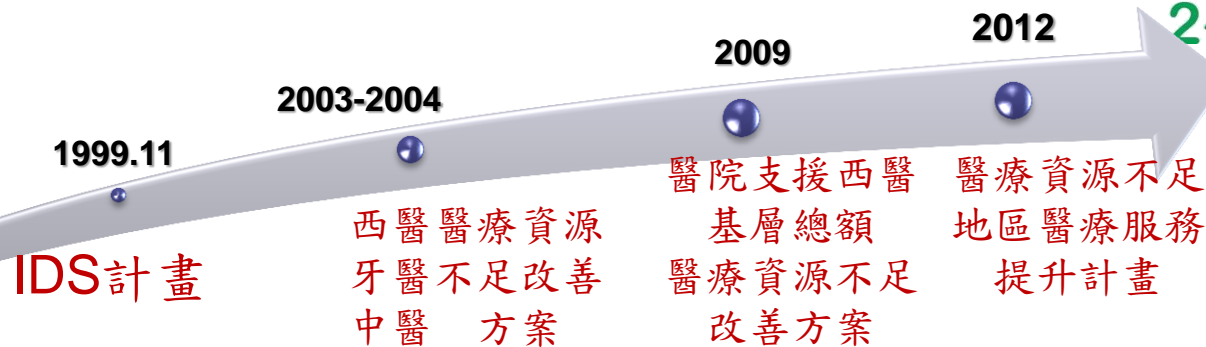 1999.11
IDS計畫
2003-2004
西醫醫療資源
牙醫不足改善
中醫 方案
2009
醫院支援西醫
基層總額
醫療資源不足
改善方案
2012
醫療資源不足
地區醫療服務
提升計畫